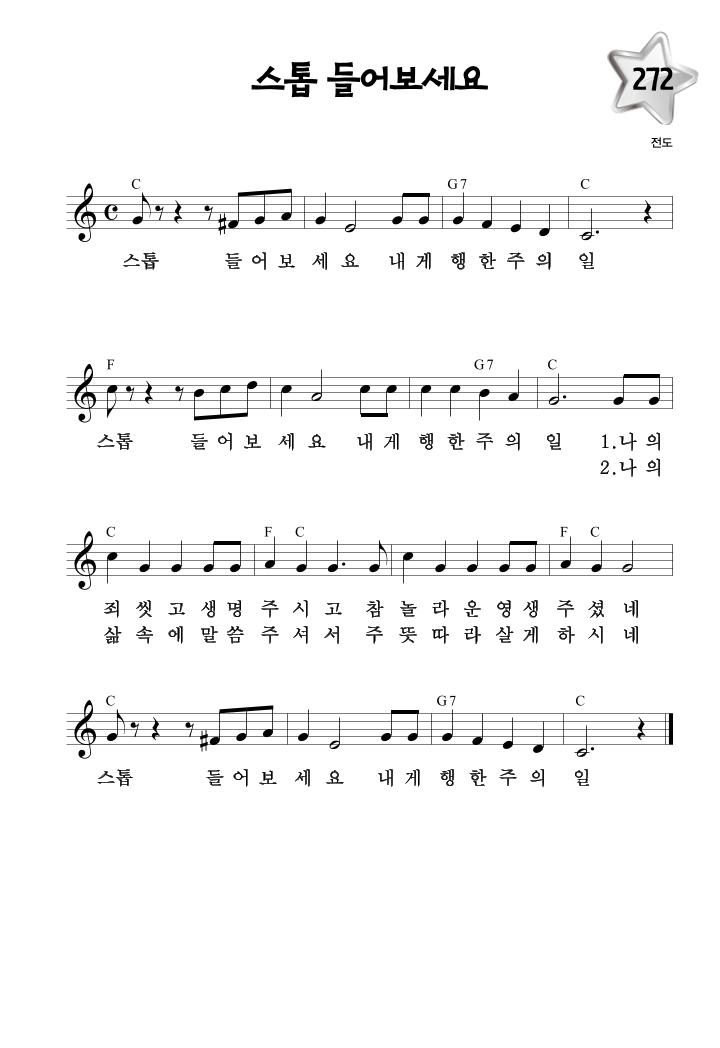 스톱 들어보세요
272
전도
C G7 C
스톱 들어보세요 내게 행한주의 일
F G7 C
스톱 들어보세요 내게 행한주의 일 1.나의
2.나의
C F C F C
죄 씻고 생명 주시고 참 놀라운 영생 주셨네
삶 속에 말씀 주셔서 주 뜻 따라 살게 하시네
C G7 C
스톱 들어보세요 내게 행한주의 일